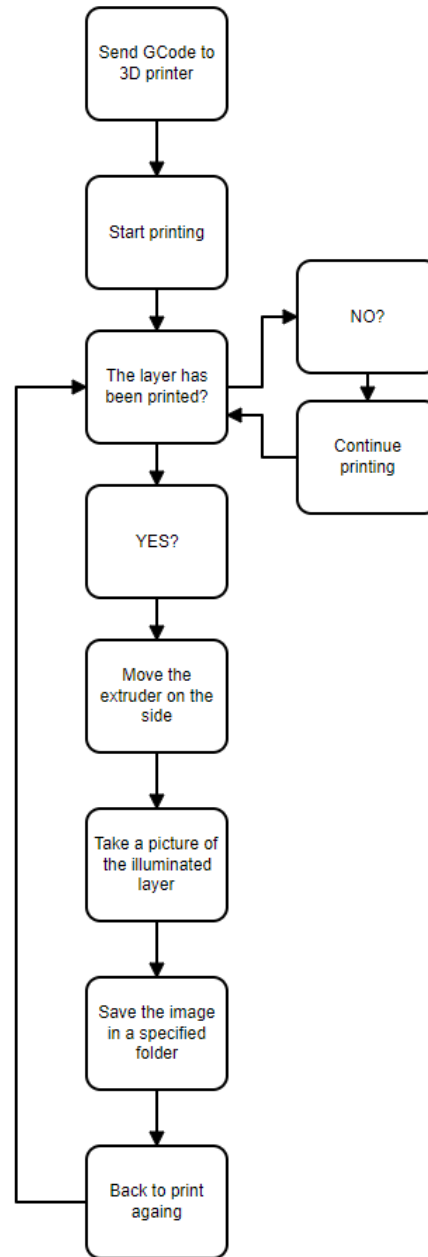 Send GCode to
3D printer
Start printing
The layer has
been printed?
NO?
Continue
printing
YES?
Move the
extruder on the
side
Take a picture of
the illuminated
layer
Save the image
in a specified
folder
Back to print
againg